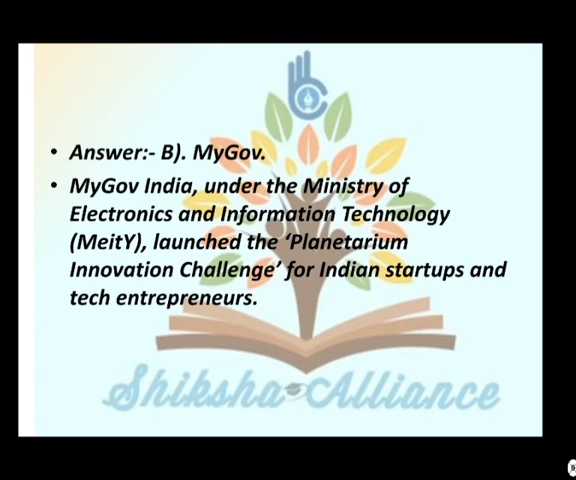 • Answer:- B). MyGov.
• MyGov India, under the Ministry of
Electronics and Information Technology
(MeitY), launched the ‘Planetarium
Innovation Challenge’ for Indian startups and
tech entrepreneurs.
Shiksha Alliance